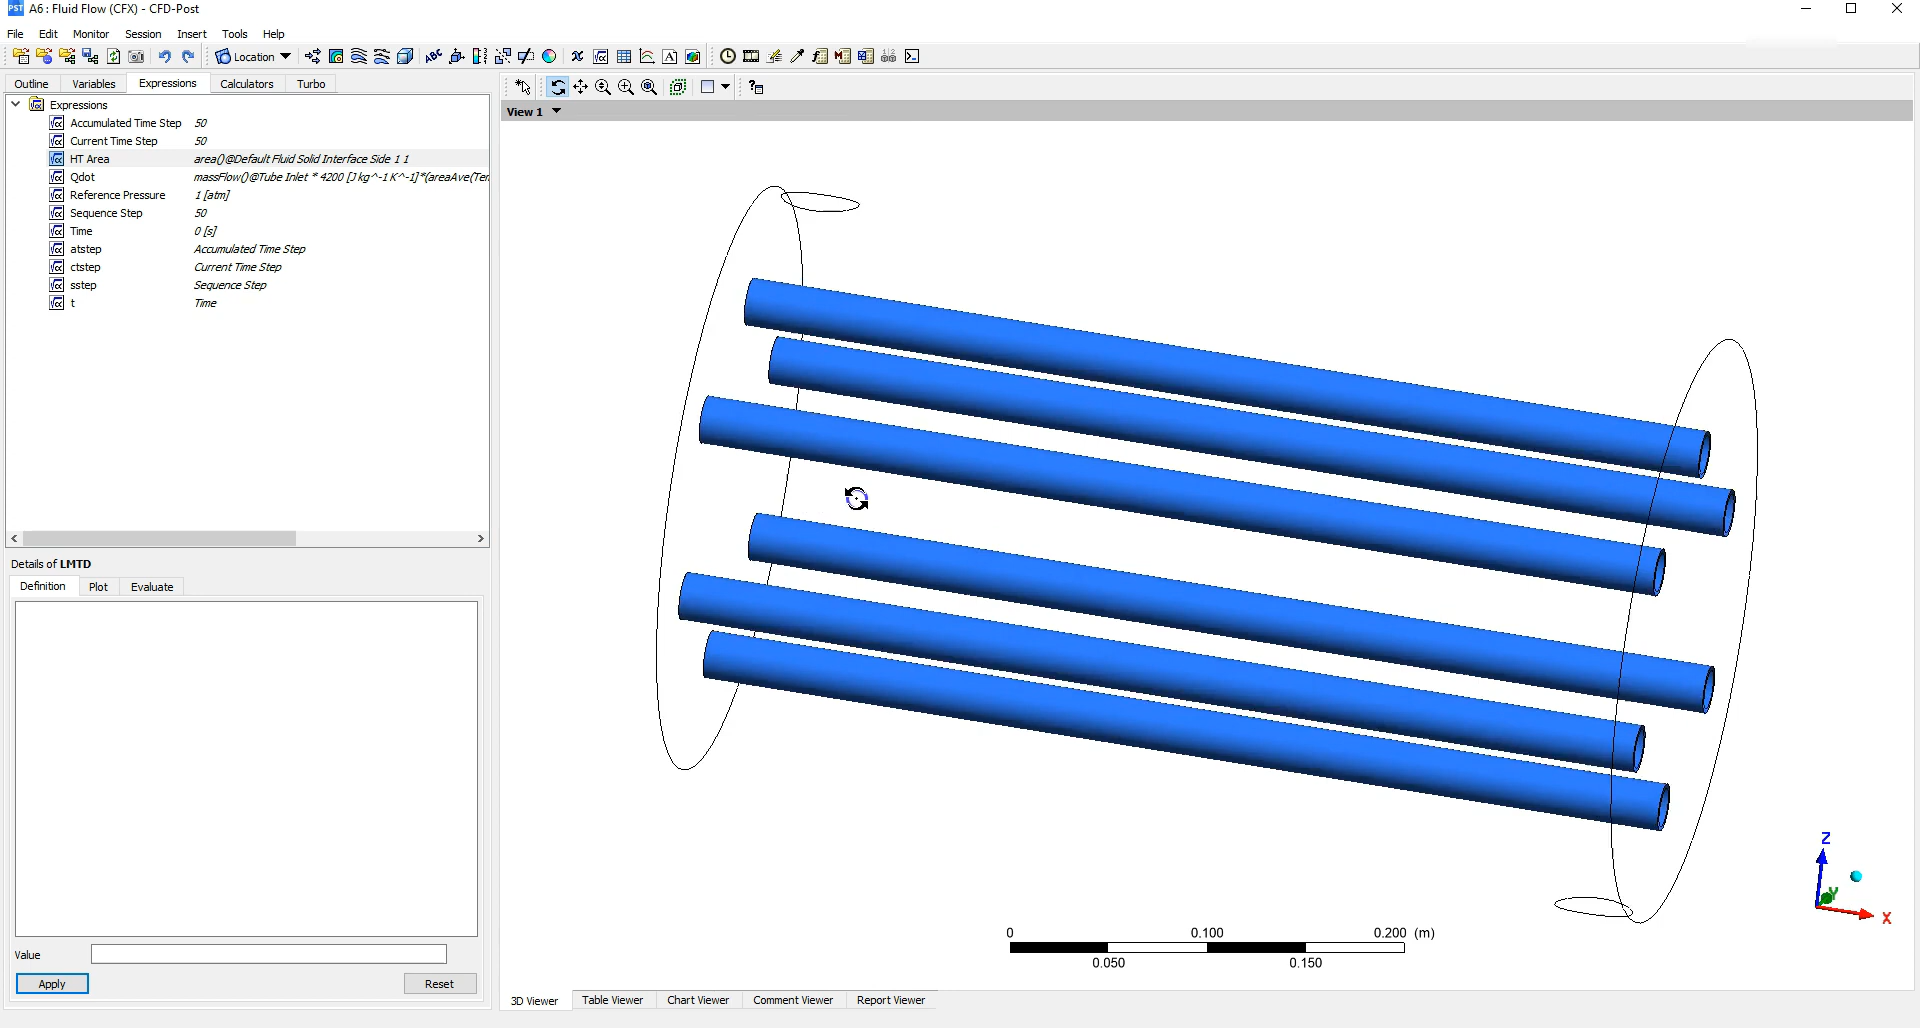 A6 : Fluid Flow (CFX) - CFD-Post
File Edit Monitor Session Insert Tools Help
Location
Outline Variables Expressions Calculators Turbo
Expressions
Accumulated Time Step 50
Current Time Step 50
HT Area area()@Default Fluid Solid Interface Side 1 1
Qdot massFlow()@Tube Inlet * 4200 [J kg^-1 K^-1]*(areaAve(Ter
Reference Pressure 1 [atm]
Sequence Step 50
Time 0 [s]
atstep Accumulated Time Step
ctstep Current Time Step
sstep Sequence Step
t Time
Details of LMTD
Definition Plot Evaluate
Value
Apply Reset
View 1
Z
Y
X
0 0.100 0.200 (m)
0.050 0.150
3D Viewer Table Viewer Chart Viewer Comment Viewer Report Viewer